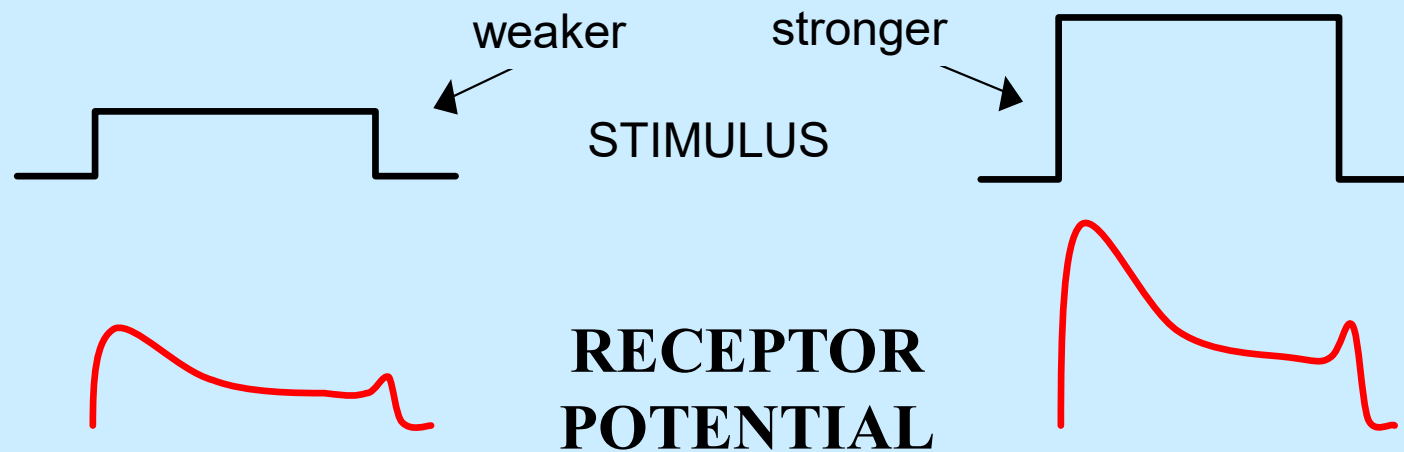 weaker
stronger
STIMULUS
RECEPTOR
POTENTIAL